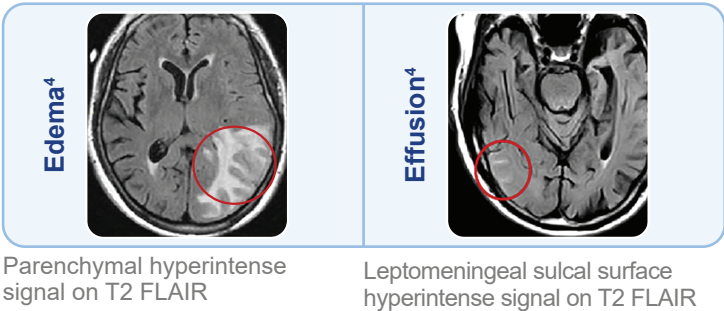 Edema⁴
Effusion⁴
Parenchymal hyperintense
signal on T2 FLAIR
Leptomeningeal sulcal surface
hyperintense signal on T2 FLAIR